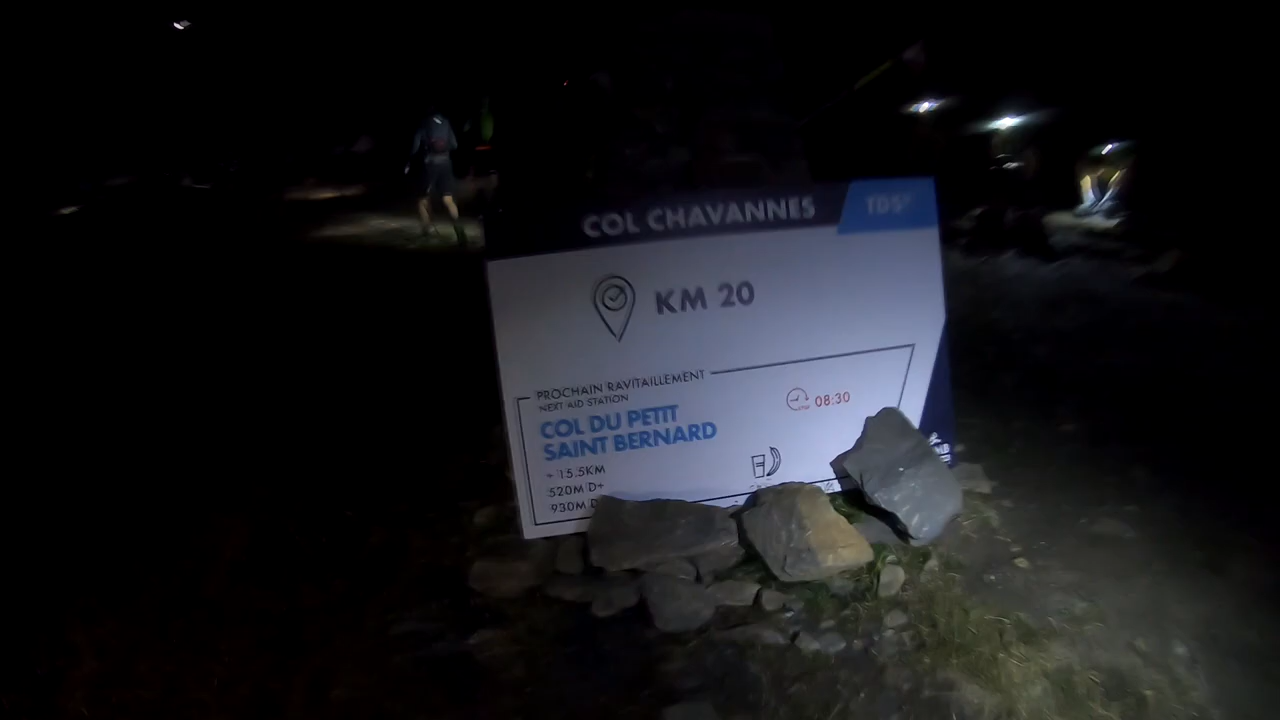 COL CHAVANNES
TDS
KM 20
PROCHAIN RAVITAILLEMENT
NEXT AID STATION
08:30
COL DU PETIT
SAINT BERNARD
15.5KM
520M D+
930M